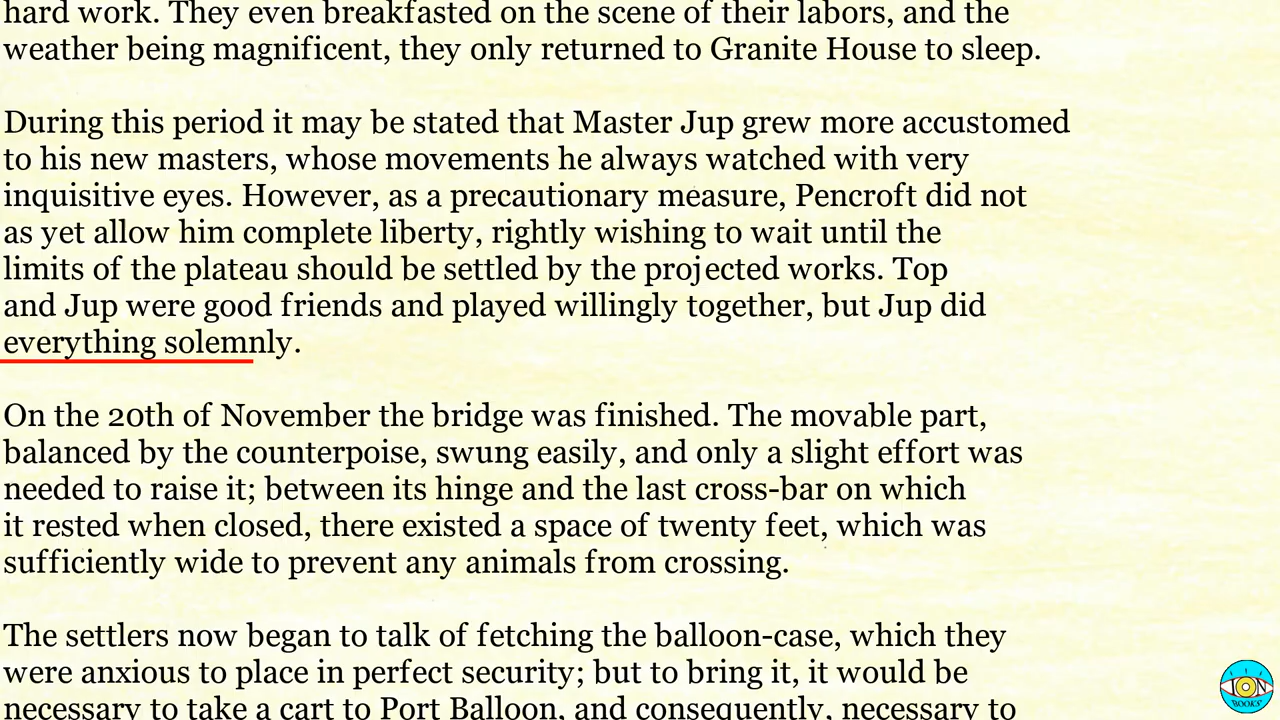 hard work. They even breakfasted on the scene of their labors, and the
weather being magnificent, they only returned to Granite House to sleep.
During this period it may be stated that Master Jup grew more accustomed
to his new masters, whose movements he always watched with very
inquisitive eyes. However, as a precautionary measure, Pencroft did not
as yet allow him complete liberty, rightly wishing to wait until the
limits of the plateau should be settled by the projected works. Top
and Jup were good friends and played willingly together, but Jup did
everything solemnly.
On the 20th of November the bridge was finished. The movable part,
balanced by the counterpoise, swung easily, and only a slight effort was
needed to raise it; between its hinge and the last cross-bar on which
it rested when closed, there existed a space of twenty feet, which was
sufficiently wide to prevent any animals from crossing.
The settlers now began to talk of fetching the balloon-case, which they
were anxious to place in perfect security; but to bring it, it would be
necessary to take a cart to Port Balloon, and consequently, necessary to
ION
BOOKS